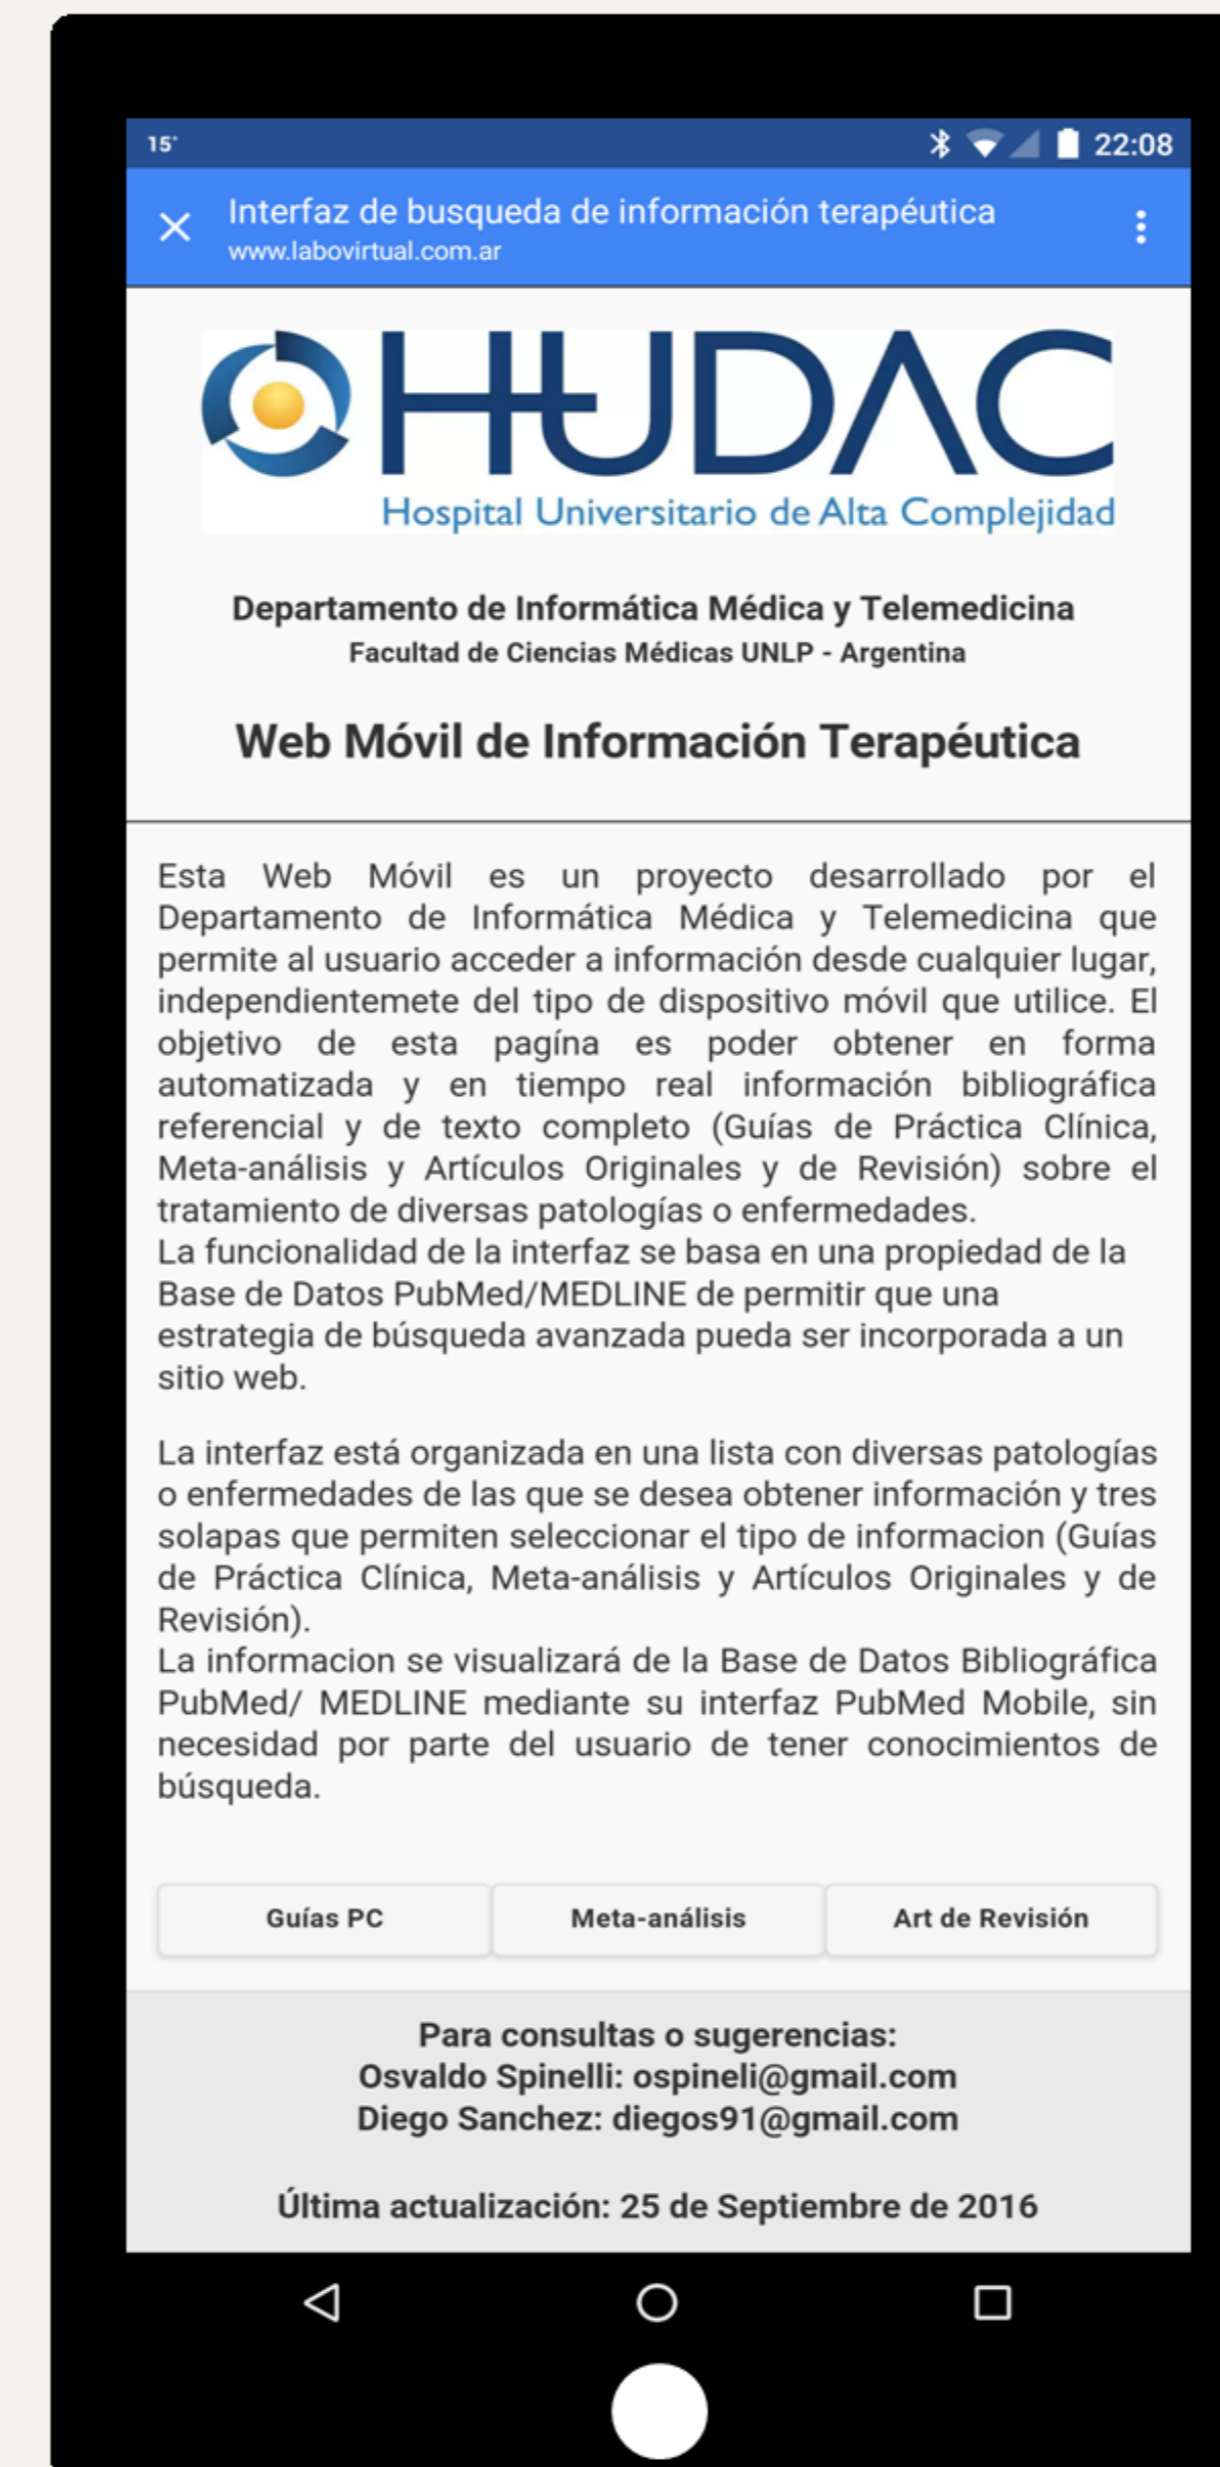 15°
22:08
Interfaz de busqueda de información terapéutica
www.labovirtual.com.ar
HUDAC
Hospital Universitario de Alta Complejidad
Departamento de Informática Médica y Telemedicina
Facultad de Ciencias Médicas UNLP - Argentina
Web Móvil de Información Terapéutica
Esta Web Móvil es un proyecto desarrollado por el
Departamento de Informática Médica y Telemedicina que
permite al usuario acceder a información desde cualquier lugar,
independientemete del tipo de dispositivo móvil que utilice. El
objetivo de esta pagína es poder obtener en forma
automatizada y en tiempo real información bibliográfica
referencial y de texto completo (Guías de Práctica Clínica,
Meta-análisis y Artículos Originales y de Revisión) sobre el
tratamiento de diversas patologías o enfermedades.
La funcionalidad de la interfaz se basa en una propiedad de la
Base de Datos PubMed/MEDLINE de permitir que una
estrategia de búsqueda avanzada pueda ser incorporada a un
sitio web.
La interfaz está organizada en una lista con diversas patologías
o enfermedades de las que se desea obtener información y tres
solapas que permiten seleccionar el tipo de informacion (Guías
de Práctica Clínica, Meta-análisis y Artículos Originales y de
Revisión).
La informacion se visualizará de la Base de Datos Bibliográfica
PubMed/ MEDLINE mediante su interfaz PubMed Mobile, sin
necesidad por parte del usuario de tener conocimientos de
búsqueda.
Guías PC
Meta-análisis
Art de Revisión
Para consultas o sugerencias:
Osvaldo Spinelli: ospineli@gmail.com
Diego Sanchez: diegos91@gmail.com
Última actualización: 25 de Septiembre de 2016